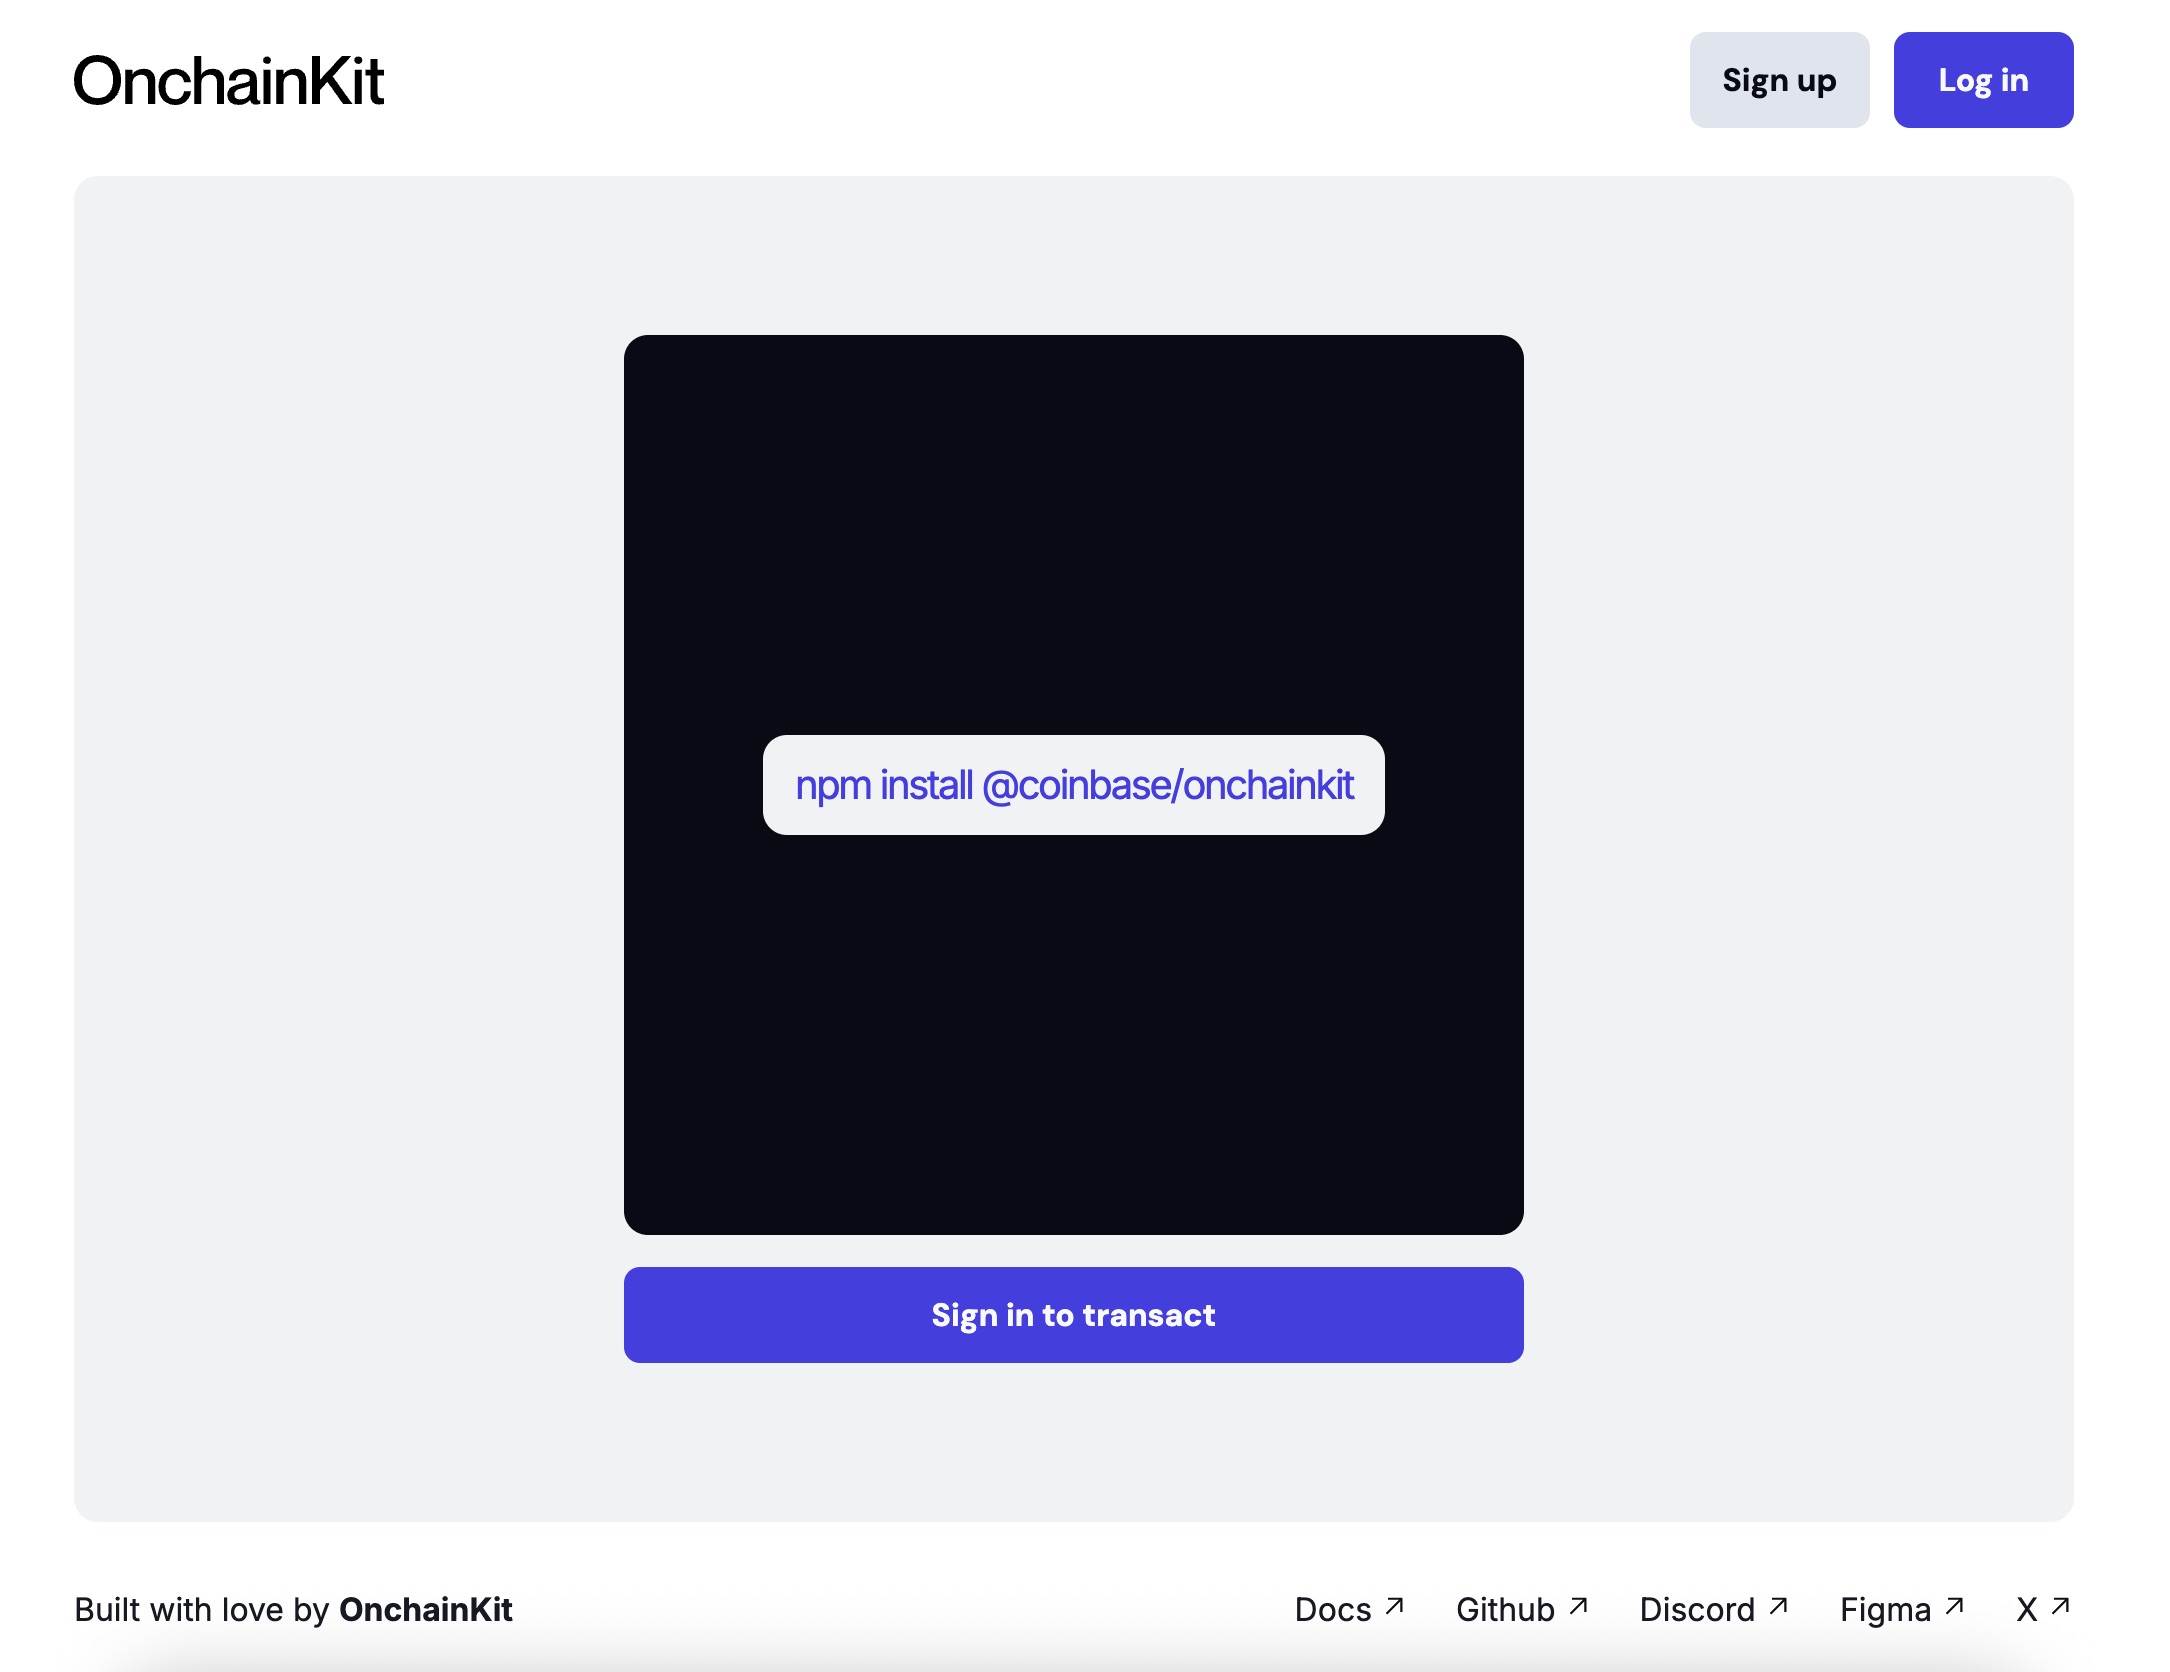 OnchainKit
Sign up
Log in
npm install @coinbase/onchainkit
Sign in to transact
Built with love by OnchainKit
Docs
Github
Discord
Figma
X